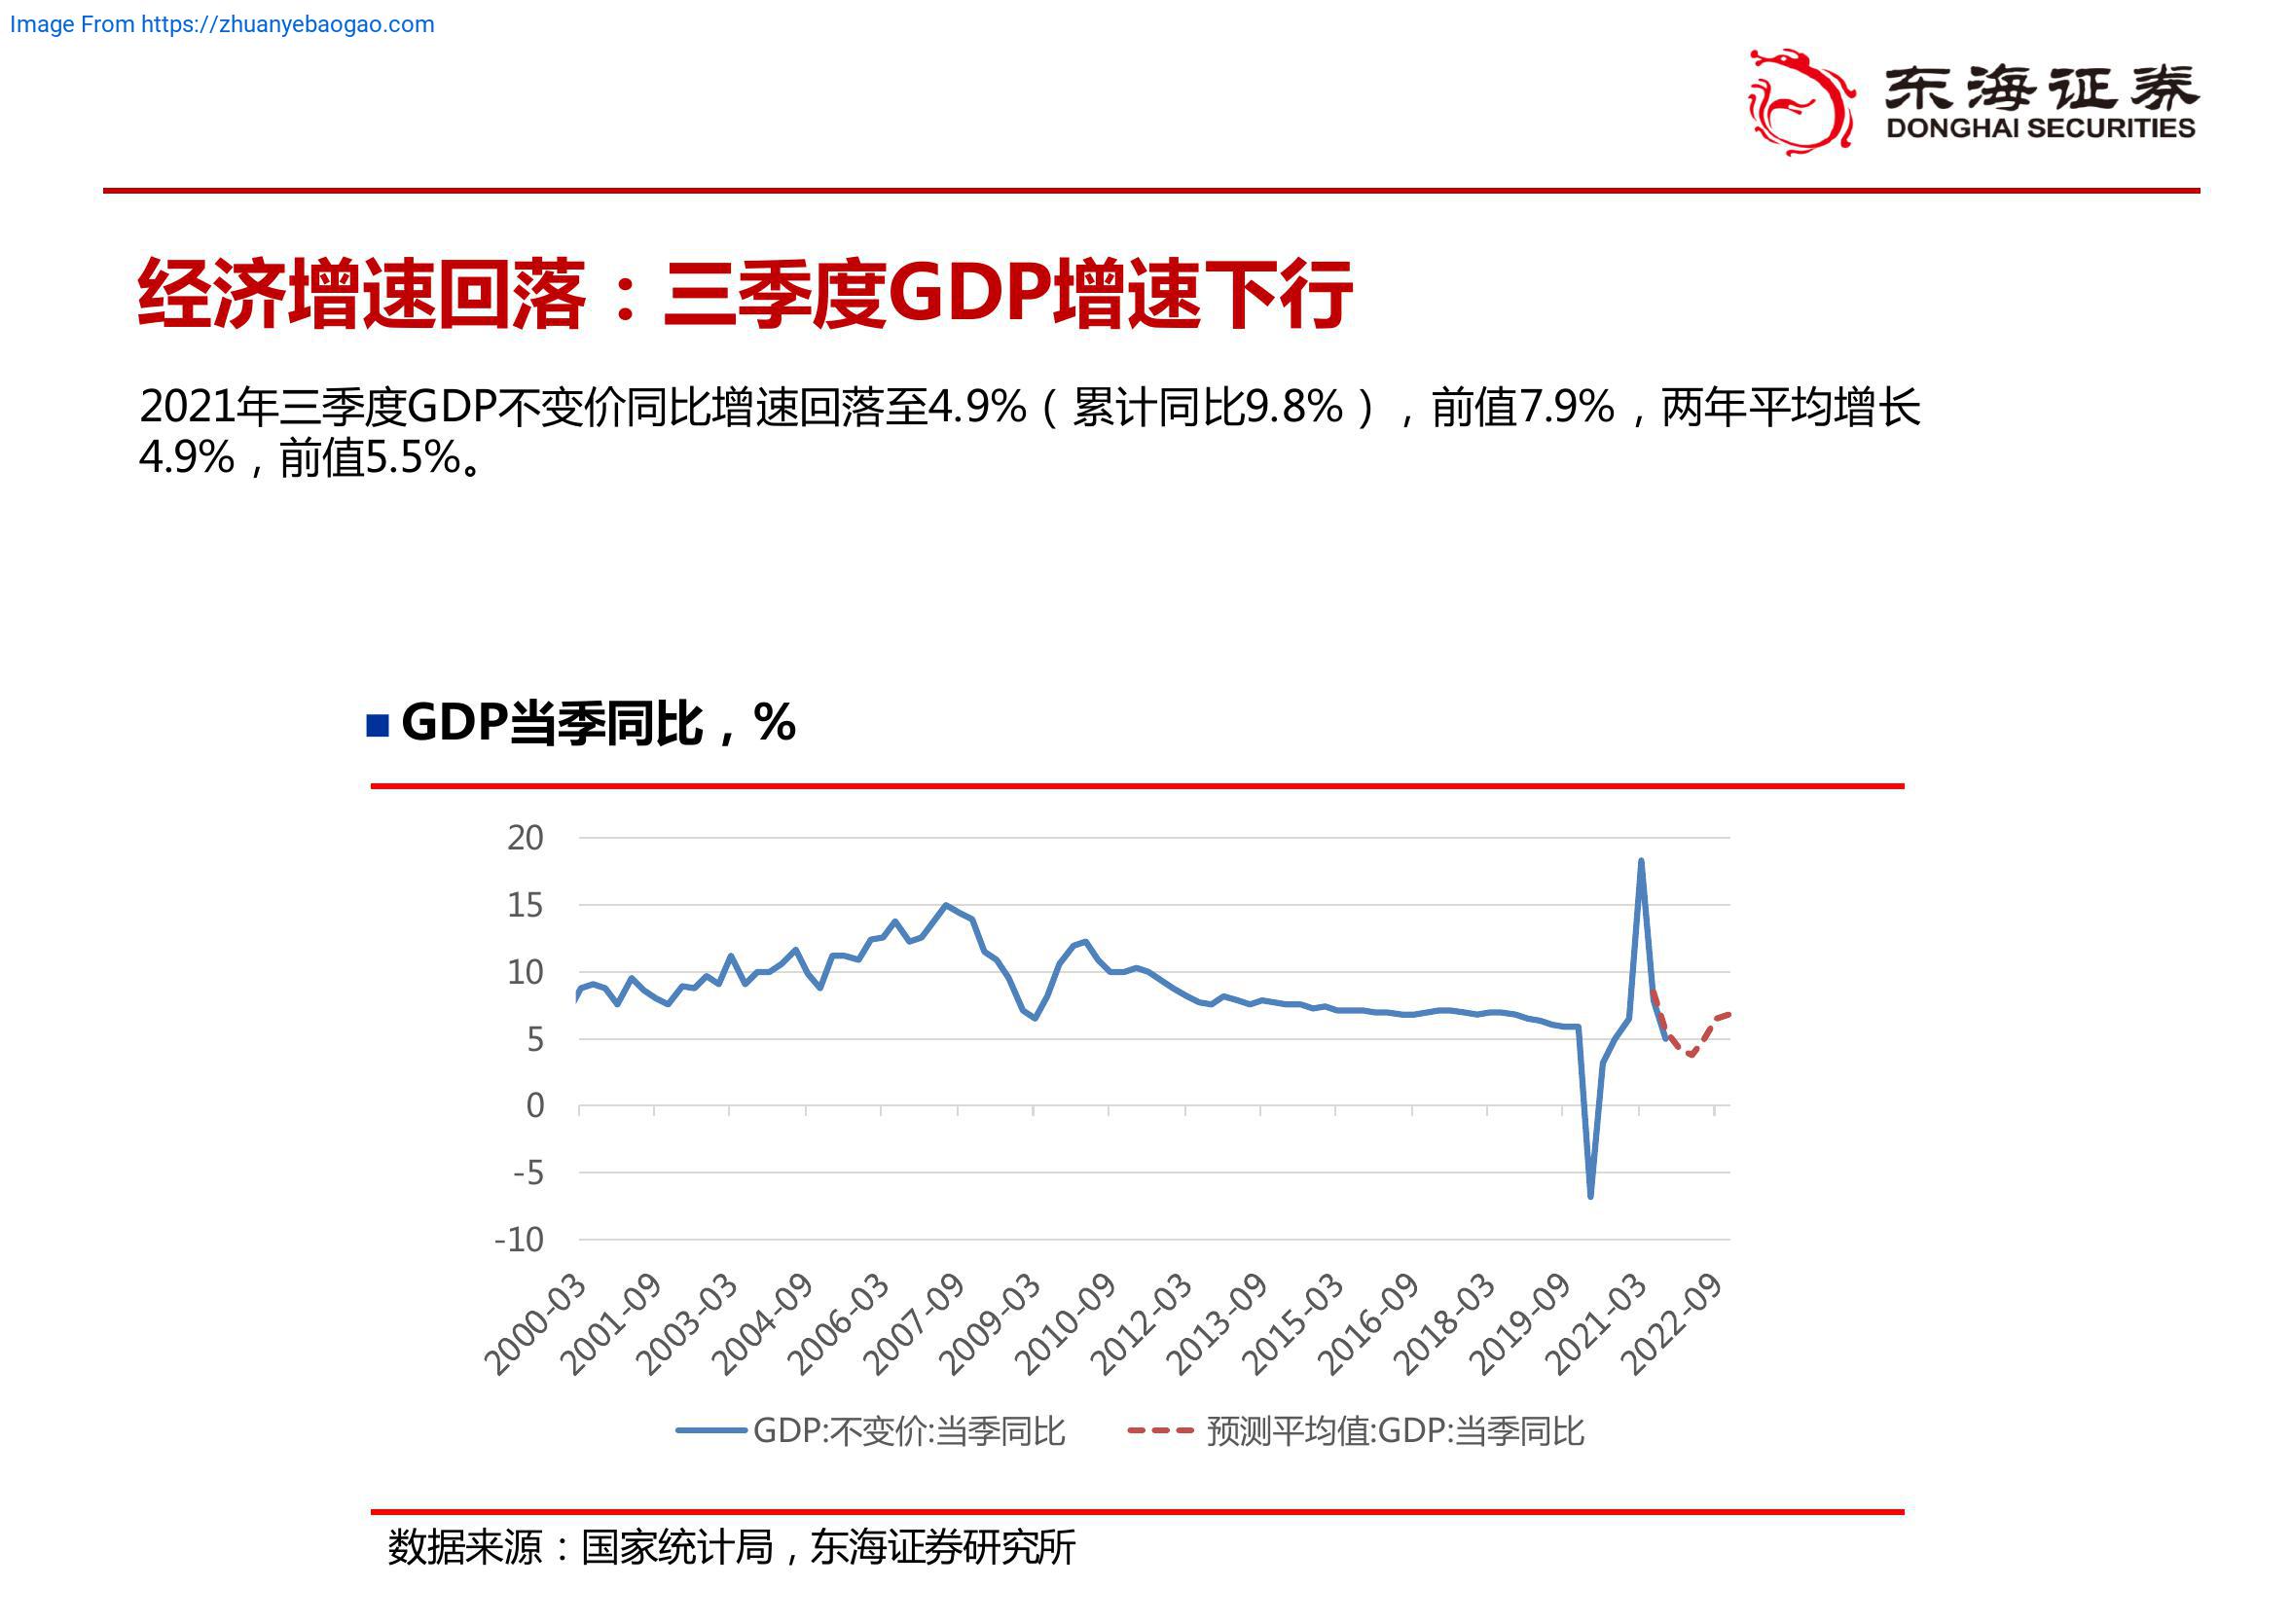 Image From https://zhuanyebaogao.com
东海证券
DONGHAI SECURITIES
经济增速回落：三季度GDP增速下行
2021年三季度GDP不变价同比增速回落至4.9%（累计同比9.8%），前值7.9%，两年平均增长
4.9%，前值5.5%。
GDP当季同比，%
20
15
10
5
0
-5
-10
2000-03
2001-09
2003-03
2004-09
2006-03
2007-09
2009-03
2010-09
2012-03
2013-09
2015-03
2016-09
2018-03
2019-09
2021-03
2022-09
GDP:不变价:当季同比
预测平均值:GDP:当季同比
数据来源：国家统计局，东海证券研究所